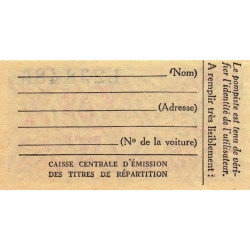 (Nom)
(Adresse)
(Nº de la voiture)
CAISSE CENTRALE D'ÉMISSION
DES TITRES DE RÉPARTITION
Le pompiste est tenu de véri-
fier l'identité de l'utilisateur.
A remplir très lisiblement :